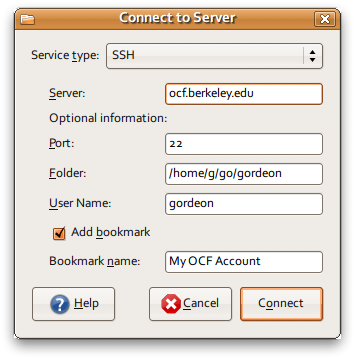 Connect to Server
Service type: SSH
Server: ocf.berkeley.edu
Optional information:
Port: 22
Folder: /home/g/go/gordeon
User Name: gordeon
Add bookmark
Bookmark name: My OCF Account
Help Cancel Connect